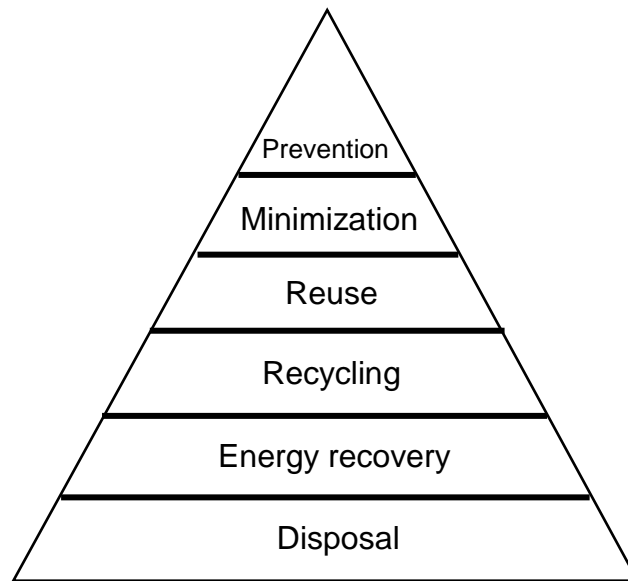 Prevention
Minimization
Reuse
Recycling
Energy recovery
Disposal